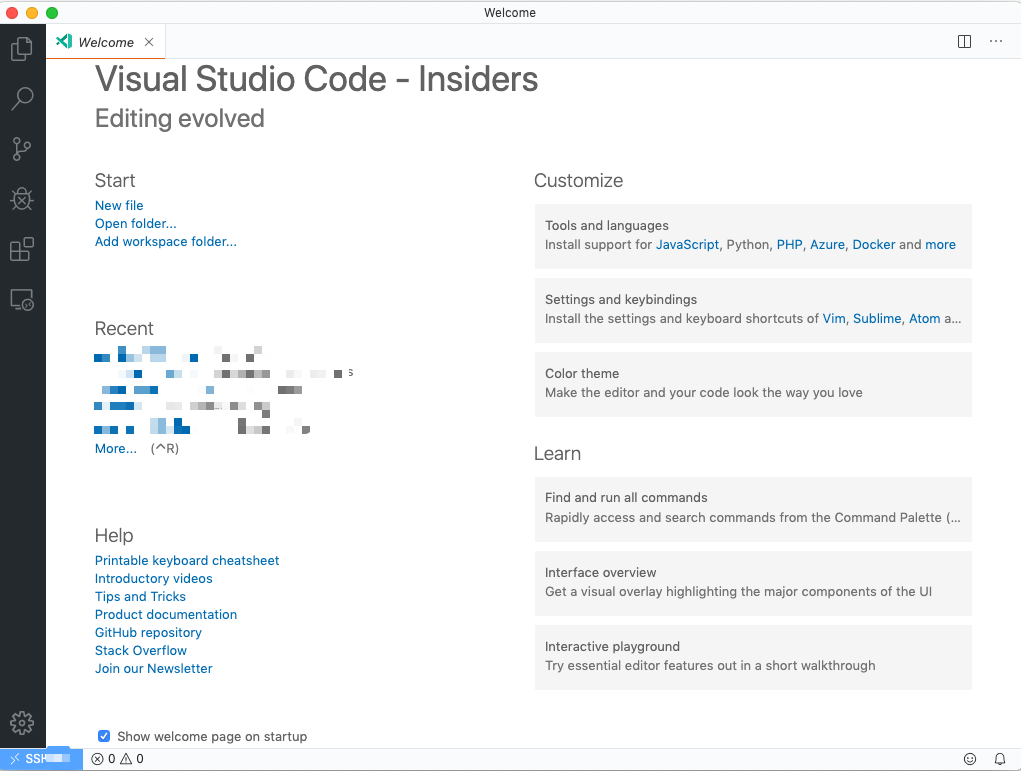 Welcome
Welcome
Visual Studio Code - Insiders
Editing evolved
Start
New file
Open folder...
Add workspace folder...
Recent
s
More... (^R)
Help
Printable keyboard cheatsheet
Introductory videos
Tips and Tricks
Product documentation
GitHub repository
Stack Overflow
Join our Newsletter
Show welcome page on startup
Customize
Tools and languages
Install support for JavaScript, Python, PHP, Azure, Docker and more
Settings and keybindings
Install the settings and keyboard shortcuts of Vim, Sublime, Atom a...
Color theme
Make the editor and your code look the way you love
Learn
Find and run all commands
Rapidly access and search commands from the Command Palette (...
Interface overview
Get a visual overlay highlighting the major components of the UI
Interactive playground
Try essential editor features out in a short walkthrough
SSH 0 0